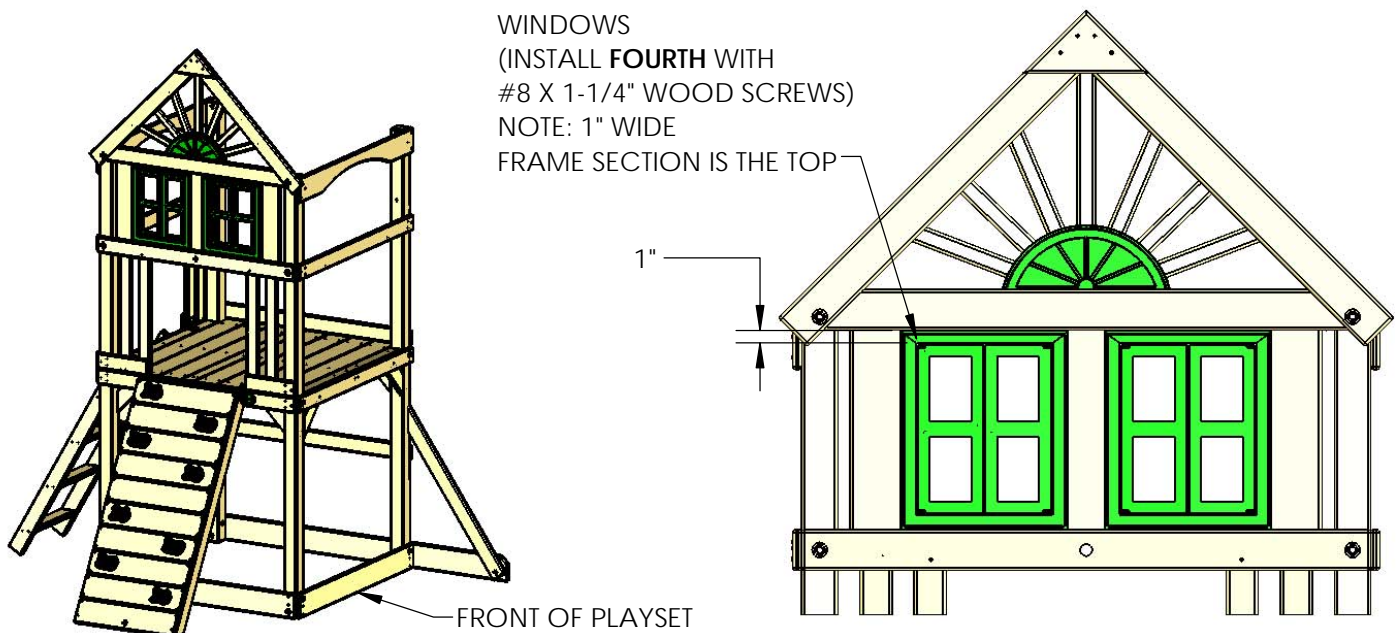 WINDOWS
(INSTALL FOURTH WITH
#8 X 1-1/4" WOOD SCREWS)
NOTE: 1" WIDE
FRAME SECTION IS THE TOP
1"
FRONT OF PLAYSET